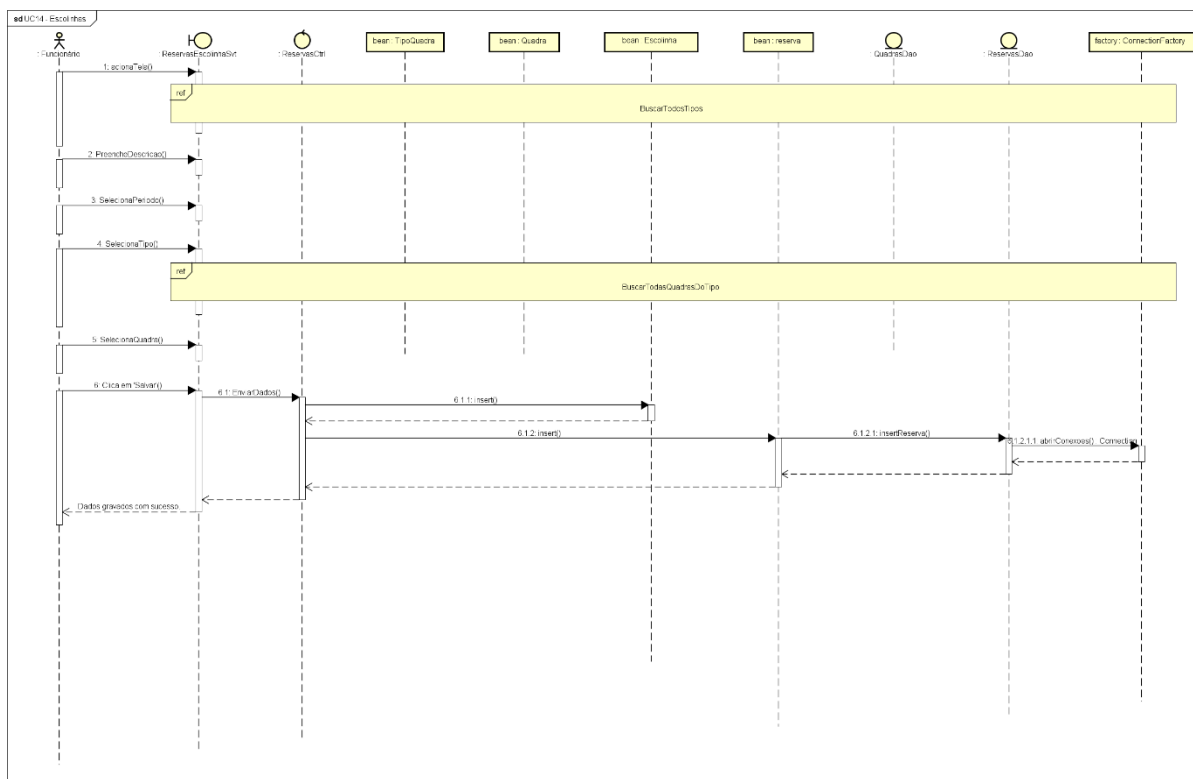 sd UC14 - Escolinhas
: Funcionário
: ReservasEscolinhaSvt
: ReservasCtrl
bean : TipoQuadra
bean : Quadra
bean : Escolinha
bean : reserva
: QuadrasDao
: ReservasDao
factory : ConnectionFactory
1: acionaTela()
ref
BuscarTodosTipos
2: PreencheDescricao()
3: SelecionaPeriodo()
4: SelecionaTipo()
ref
BuscarTodasQuadrasDoTipo
5: SelecionaQuadra()
6: Clica em 'Salvar'()
6.1: EnviarDados()
6.1.1: insert()
6.1.2: insert()
6.1.2.1: insertReserva()
6.1.2.1.1: abrirConexoes() : Connection
Dados gravados com sucesso